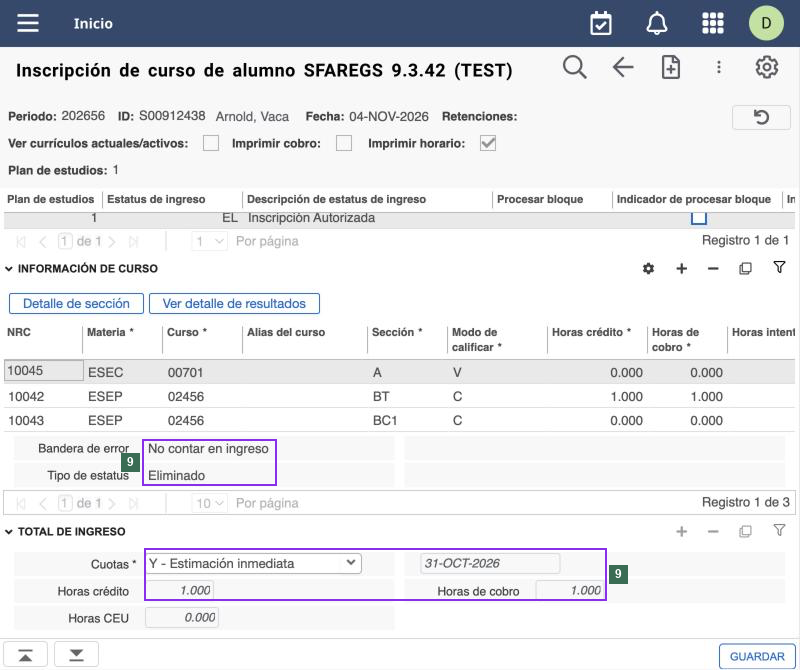 Inicio
D
Inscripción de curso de alumno SFAREGS 9.3.42 (TEST)
Periodo: 202656 ID: S00912438 Arnold, Vaca Fecha: 04-NOV-2026 Retenciones:
Ver currículos actuales/activos: Imprimir cobro: Imprimir horario:
Plan de estudios: 1
Plan de estudios Estatus de ingreso Descripción de estatus de ingreso Procesar bloque Indicador de procesar bloque In
1 EL Inscripción Autorizada
1 de 1 1 Por página Registro 1 de 1
INFORMACIÓN DE CURSO
Detalle de sección Ver detalle de resultados
NRC Materia * Curso * Alias del curso Sección * Modo de calificar * Horas crédito * Horas de cobro * Horas intent
10045 ESEC 00701 A V 0.000 0.000
10042 ESEP 02456 BT C 1.000 1.000
10043 ESEP 02456 BC1 C 0.000 0.000
Bandera de error No contar en ingreso
9
Tipo de estatus Eliminado
1 de 1 10 Por página Registro 1 de 3
TOTAL DE INGRESO
Cuotas * Y - Estimación inmediata 31-OCT-2026
9
Horas crédito 1.000 Horas de cobro 1.000
Horas CEU 0.000
GUARDAR